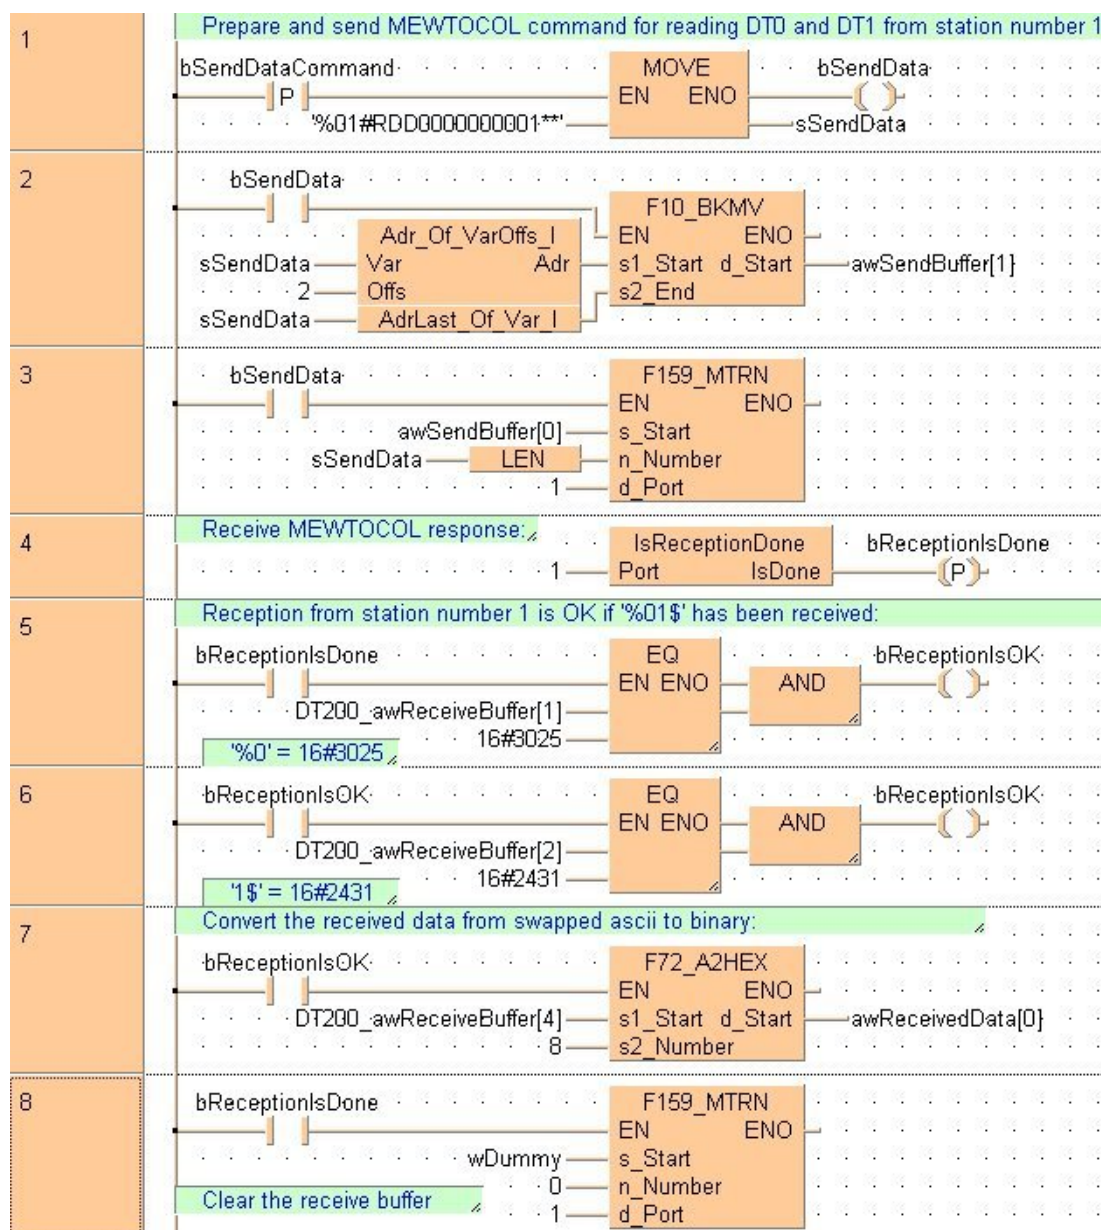 1
Prepare and send MEWTOCOL command for reading DT0 and DT1 from station number 1
bSendDataCommand MOVE bSendData
P EN ENO
'%01#RDD0000000001**' sSendData
2
bSendData F10_BKMV
Adr_Of_VarOffs_I EN ENO
sSendData Var Adr s1_Start d_Start awSendBuffer[1]
2 Offs s2_End
sSendData AdrLast_Of_Var_I
3
bSendData F159_MTRN
EN ENO
awSendBuffer[0] s_Start
sSendData LEN n_Number
1 d_Port
4
Receive MEWTOCOL response:
IsReceptionDone bReceptionIsDone
1 Port IsDone P
5
Reception from station number 1 is OK if '%01$' has been received:
bReceptionIsDone EQ bReceptionIsOK
EN ENO AND
DT200_awReceiveBuffer[1]
16#3025
'%0' = 16#3025
6
bReceptionIsOK EQ bReceptionIsOK
EN ENO AND
DT200_awReceiveBuffer[2]
16#2431
'1$' = 16#2431
7
Convert the received data from swapped ascii to binary:
bReceptionIsOK F72_A2HEX
EN ENO
DT200_awReceiveBuffer[4] s1_Start d_Start awReceivedData[0]
8 s2_Number
8
bReceptionIsDone F159_MTRN
EN ENO
wDummy s_Start
0 n_Number
Clear the receive buffer
1 d_Port